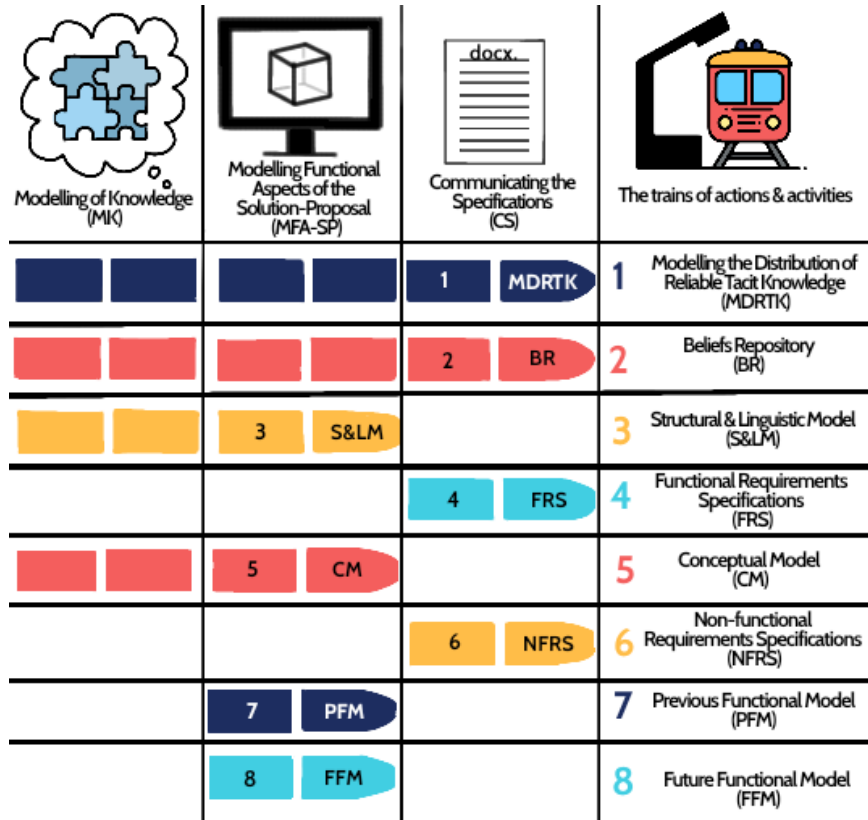 docx.
Modelling of Knowledge
(MK)
Modelling Functional
Aspects of the
Solution-Proposal
(MFA-SP)
Communicating the
Specifications
(CS)
The trains of actions & activities
1
MDRTK
1
Modelling the Distribution of
Reliable Tacit Knowledge
(MDRTK)
2
BR
2
Beliefs Repository
(BR)
3
S&LM
3
Structural & Linguistic Model
(S&LM)
4
FRS
4
Functional Requirements
Specifications
(FRS)
5
CM
5
Conceptual Model
(CM)
6
NFRS
6
Non-functional
Requirements Specifications
(NFRS)
7
PFM
7
Previous Functional Model
(PFM)
8
FFM
8
Future Functional Model
(FFM)